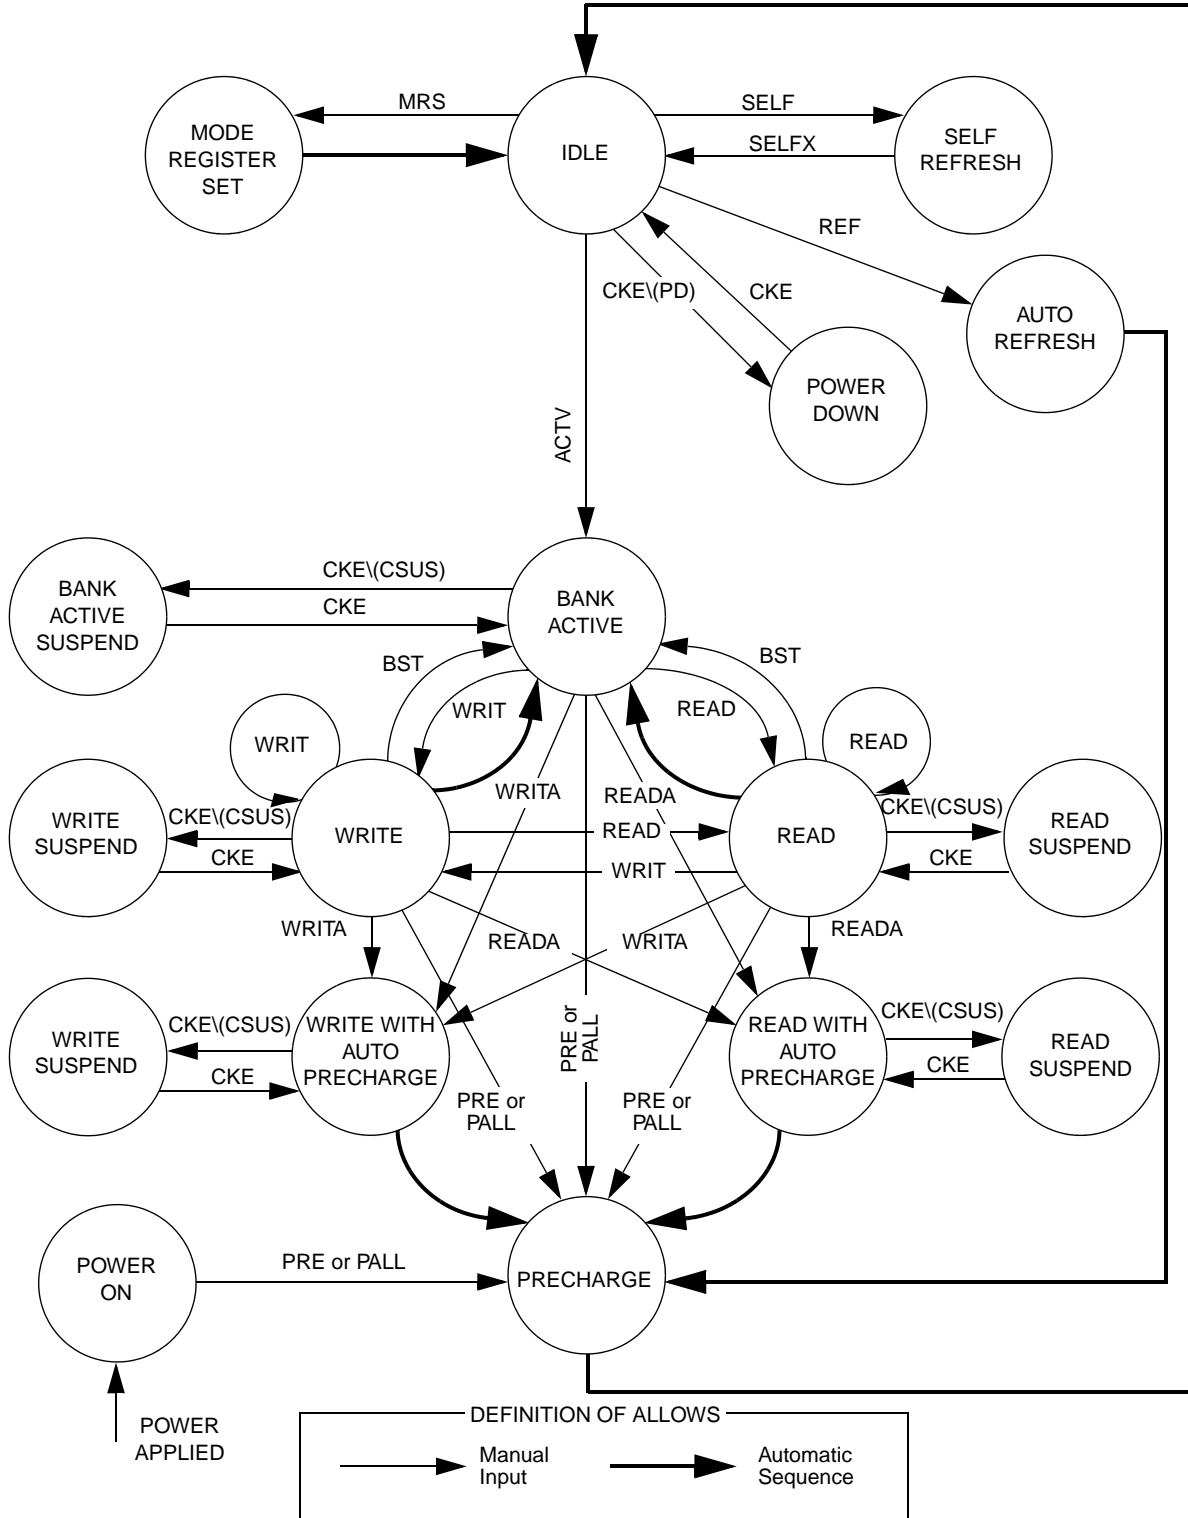 MRS
SELF
MODE
REGISTER
SET
IDLE
SELFX
SELF
REFRESH
REF
CKE\(PD)
CKE
AUTO
REFRESH
POWER
DOWN
ACTV
BANK
ACTIVE
SUSPEND
CKE\(CSUS)
CKE
BANK
ACTIVE
BST
BST
WRIT
READ
WRIT
READ
WRITA
READA
WRITE
SUSPEND
CKE\(CSUS)
CKE
WRITE
READ
WRIT
READ
CKE\(CSUS)
CKE
READ
SUSPEND
WRITA
READA
WRITA
READA
WRITE
SUSPEND
CKE\(CSUS)
CKE
WRITE WITH
AUTO
PRECHARGE
PRE or
PALL
READ WITH
AUTO
PRECHARGE
CKE\(CSUS)
CKE
READ
SUSPEND
PRE or
PALL
PRE or
PALL
POWER
ON
PRE or PALL
PRECHARGE
POWER
APPLIED
DEFINITION OF ALLOWS
Manual
Input
Automatic
Sequence